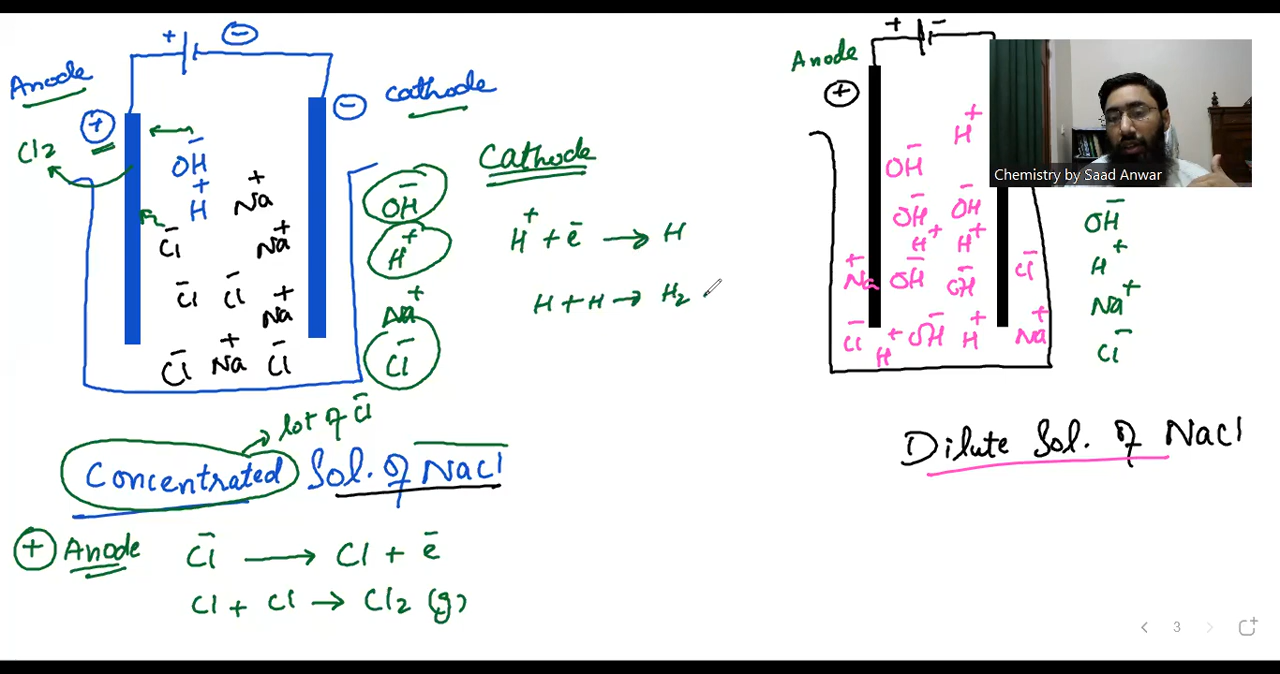 + −
Anode
+
− cathode
Cl2
OH⁻
H⁺
Na⁺
Cl⁻
Na⁺
Cl⁻ Cl⁻
Na⁺
Cl⁻ Na⁺ Cl⁻
OH⁻
H⁺
Na⁺
Cl⁻
Cathode
H⁺ + e⁻ → H
H + H → H2
lot of Cl⁻
Concentrated Sol. of NaCl
+ Anode Cl⁻ → Cl + e⁻
Cl + Cl → Cl2 (g)
+ −
Anode
+
H⁺
OH⁻
OH⁻ OH⁻
H⁺ H⁺
Na⁺ OH⁻ OH⁻ Cl⁻
Cl⁻ H⁺ OH⁻ H⁺ Na⁺
OH⁻
H⁺
Na⁺
Cl⁻
Dilute Sol. of NaCl
Chemistry by Saad Anwar
3